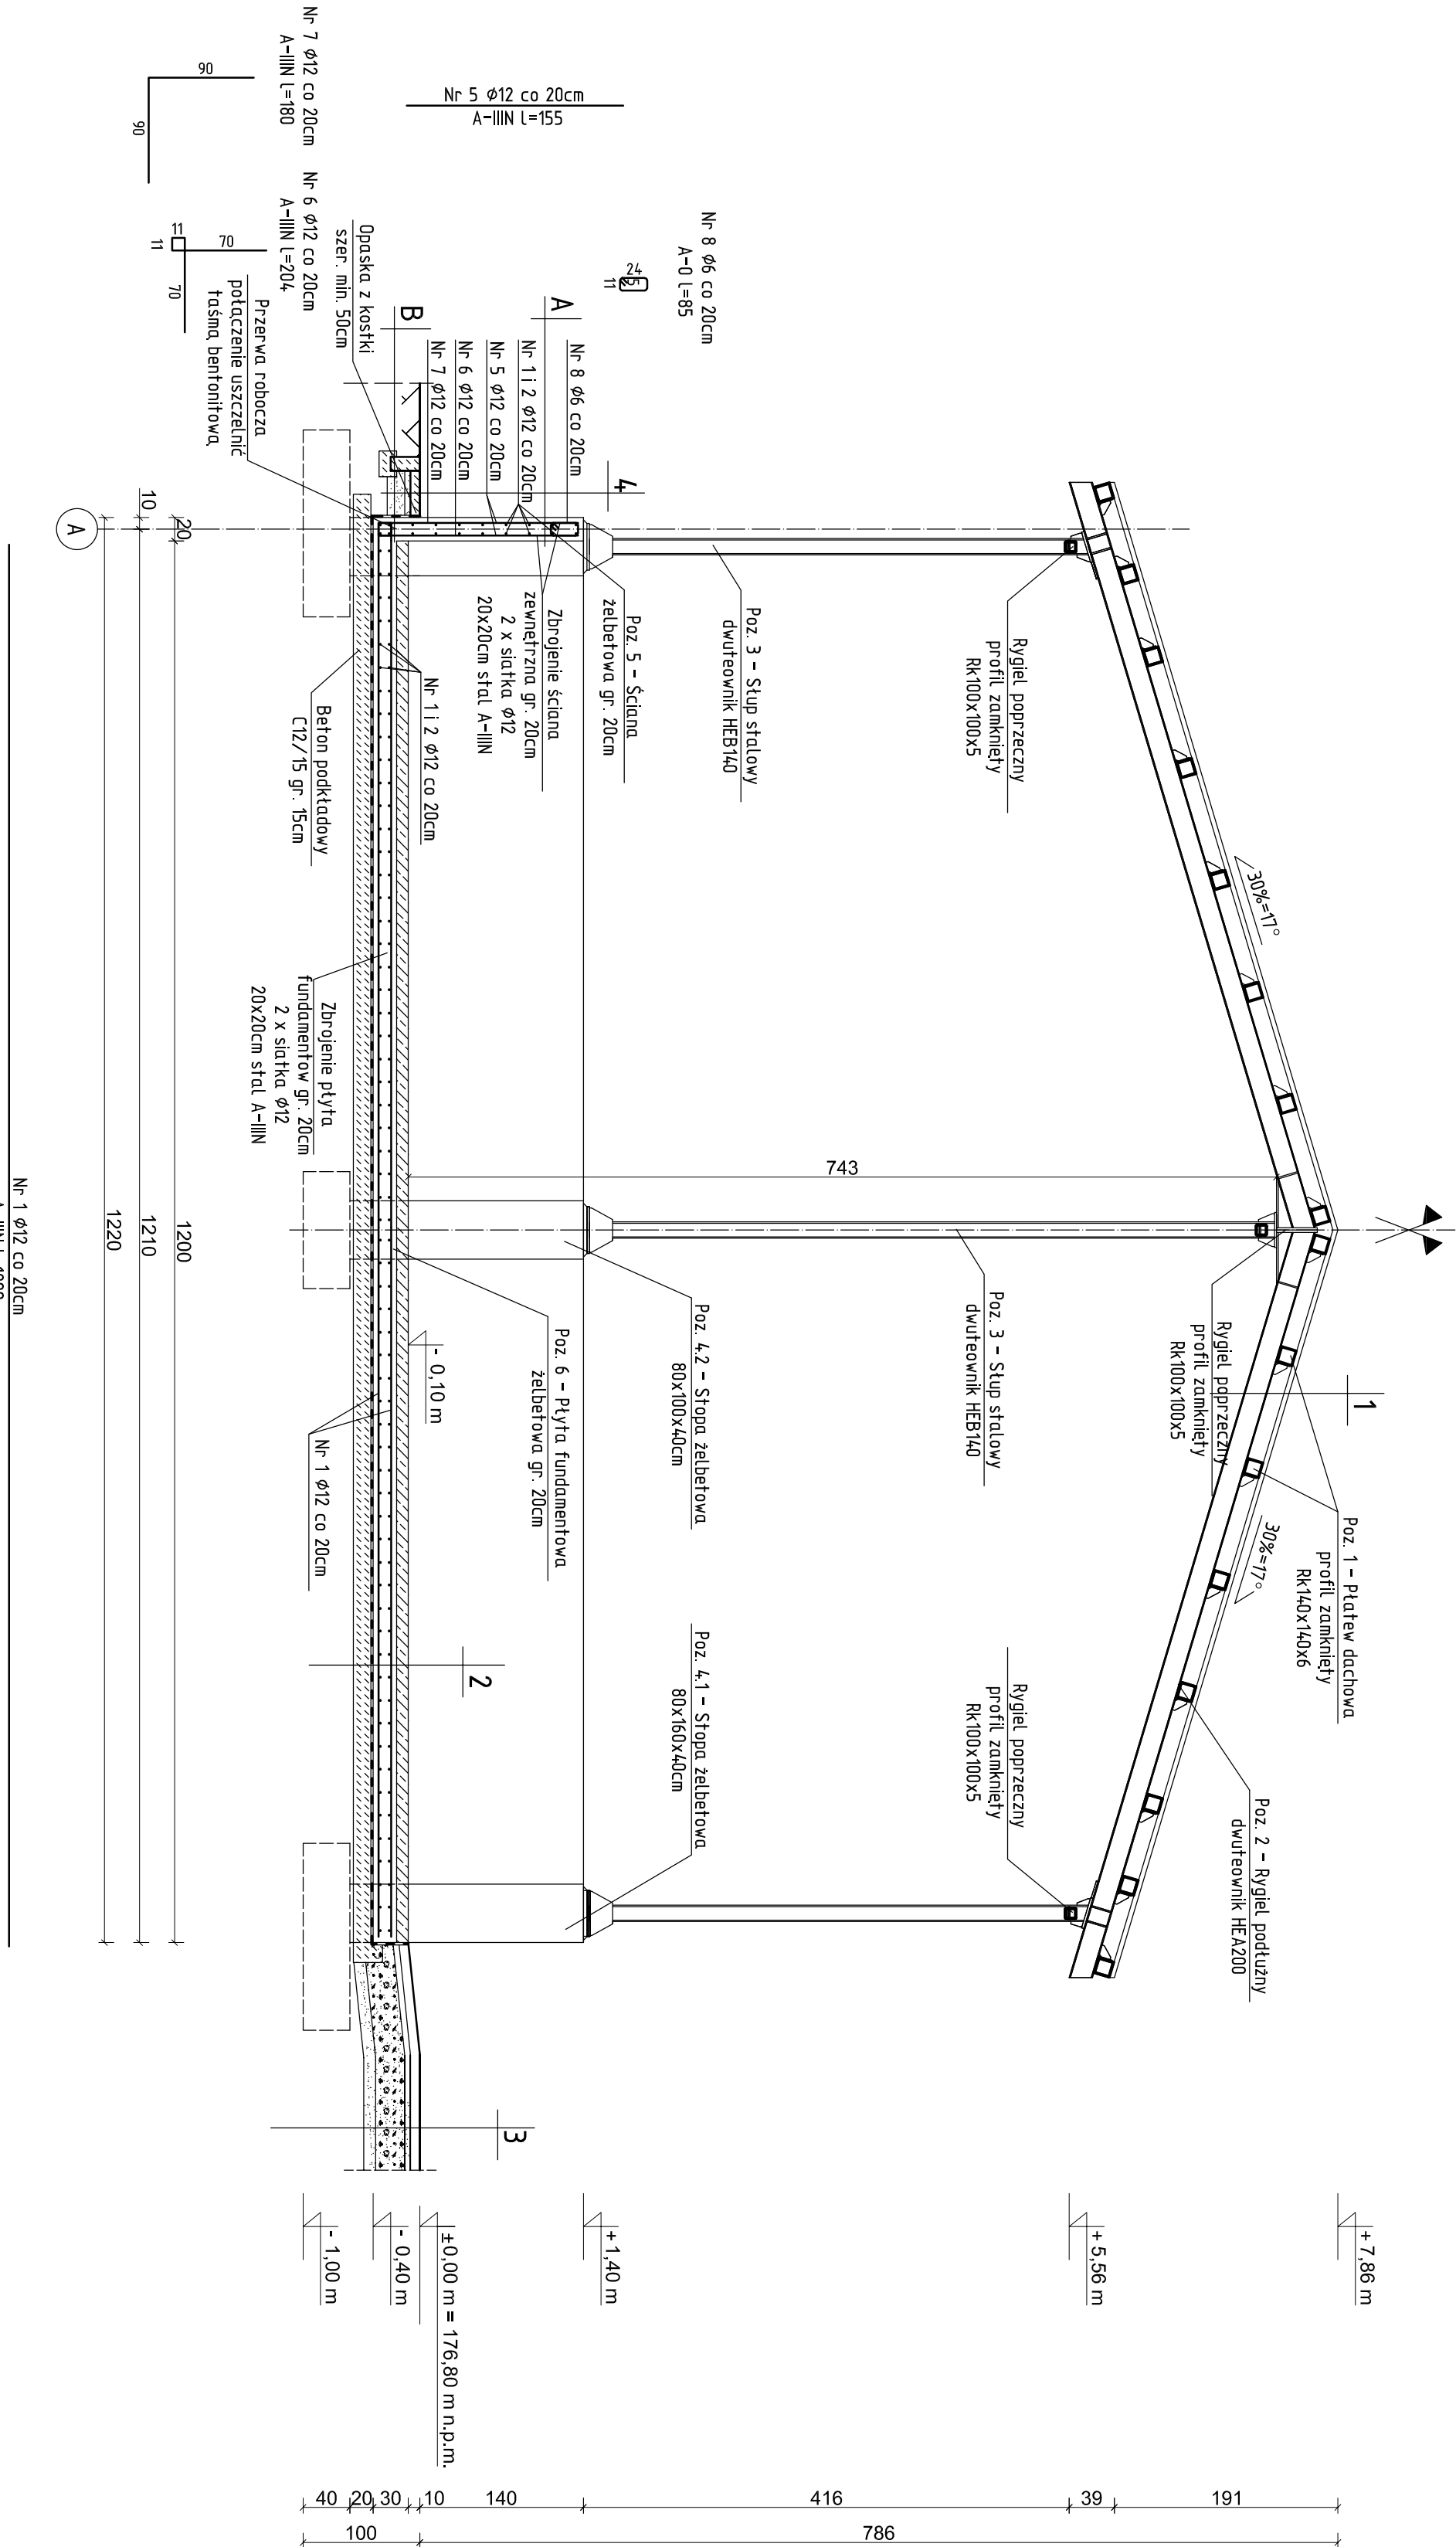 Nr 7 ϕ12 co 20cm
A-IIIN l=180
90
90
Nr 6 ϕ12 co 20cm
A-IIIN l=204
11
11
70
70
Nr 5 ϕ12 co 20cm
A-IIIN l=155
Nr 8 ϕ6 co 20cm
A-0 l=85
24
11
Przerwa robocza
połączenie uszczelnić
taśmą bentonitową
Opaska z kostki
szer. min. 50cm
B
A
Nr 7 ϕ12 co 20cm
Nr 6 ϕ12 co 20cm
Nr 5 ϕ12 co 20cm
Nr 1 i 2 ϕ12 co 20cm
Nr 8 ϕ6 co 20cm
4
Poz. 5 - Ściana
żelbetowa gr. 20cm
Zbrojenie ściana
zewnętrzna gr. 20cm
2 x siatka ϕ12
20x20cm stal A-IIIN
Nr 1 i 2 ϕ12 co 20cm
Beton podkładowy
C12/15 gr. 15cm
Poz. 3 - Słup stalowy
dwuteownik HEB140
Rygiel poprzeczny
profil zamknięty
Rk100x100x5
30%=17°
Zbrojenie płyta
fundamentow gr. 20cm
2 x siatka ϕ12
20x20cm stal A-IIIN
743
Poz. 1 - Płatew dachowa
profil zamknięty
Rk140x140x6
1
Rygiel poprzeczny
profil zamknięty
Rk100x100x5
Poz. 3 - Słup stalowy
dwuteownik HEB140
Poz. 4.2 - Stopa żelbetowa
80x100x40cm
Poz. 6 - Płyta fundamentowa
żelbetowa gr. 20cm
- 0,10 m
Nr 1 ϕ12 co 20cm
30%=17°
Poz. 2 - Rygiel podłużny
dwuteownik HEA200
Rygiel poprzeczny
profil zamknięty
Rk100x100x5
Poz. 4.1 - Stopa żelbetowa
80x160x40cm
2
3
+ 7,86 m
+ 5,56 m
+ 1,40 m
±0,00 m = 176,80 m n.p.m.
- 0,40 m
- 1,00 m
20
1200
10
1210
1220
A
Nr 1 ϕ12 co 20cm
40
20
30
10
140
416
39
191
100
786